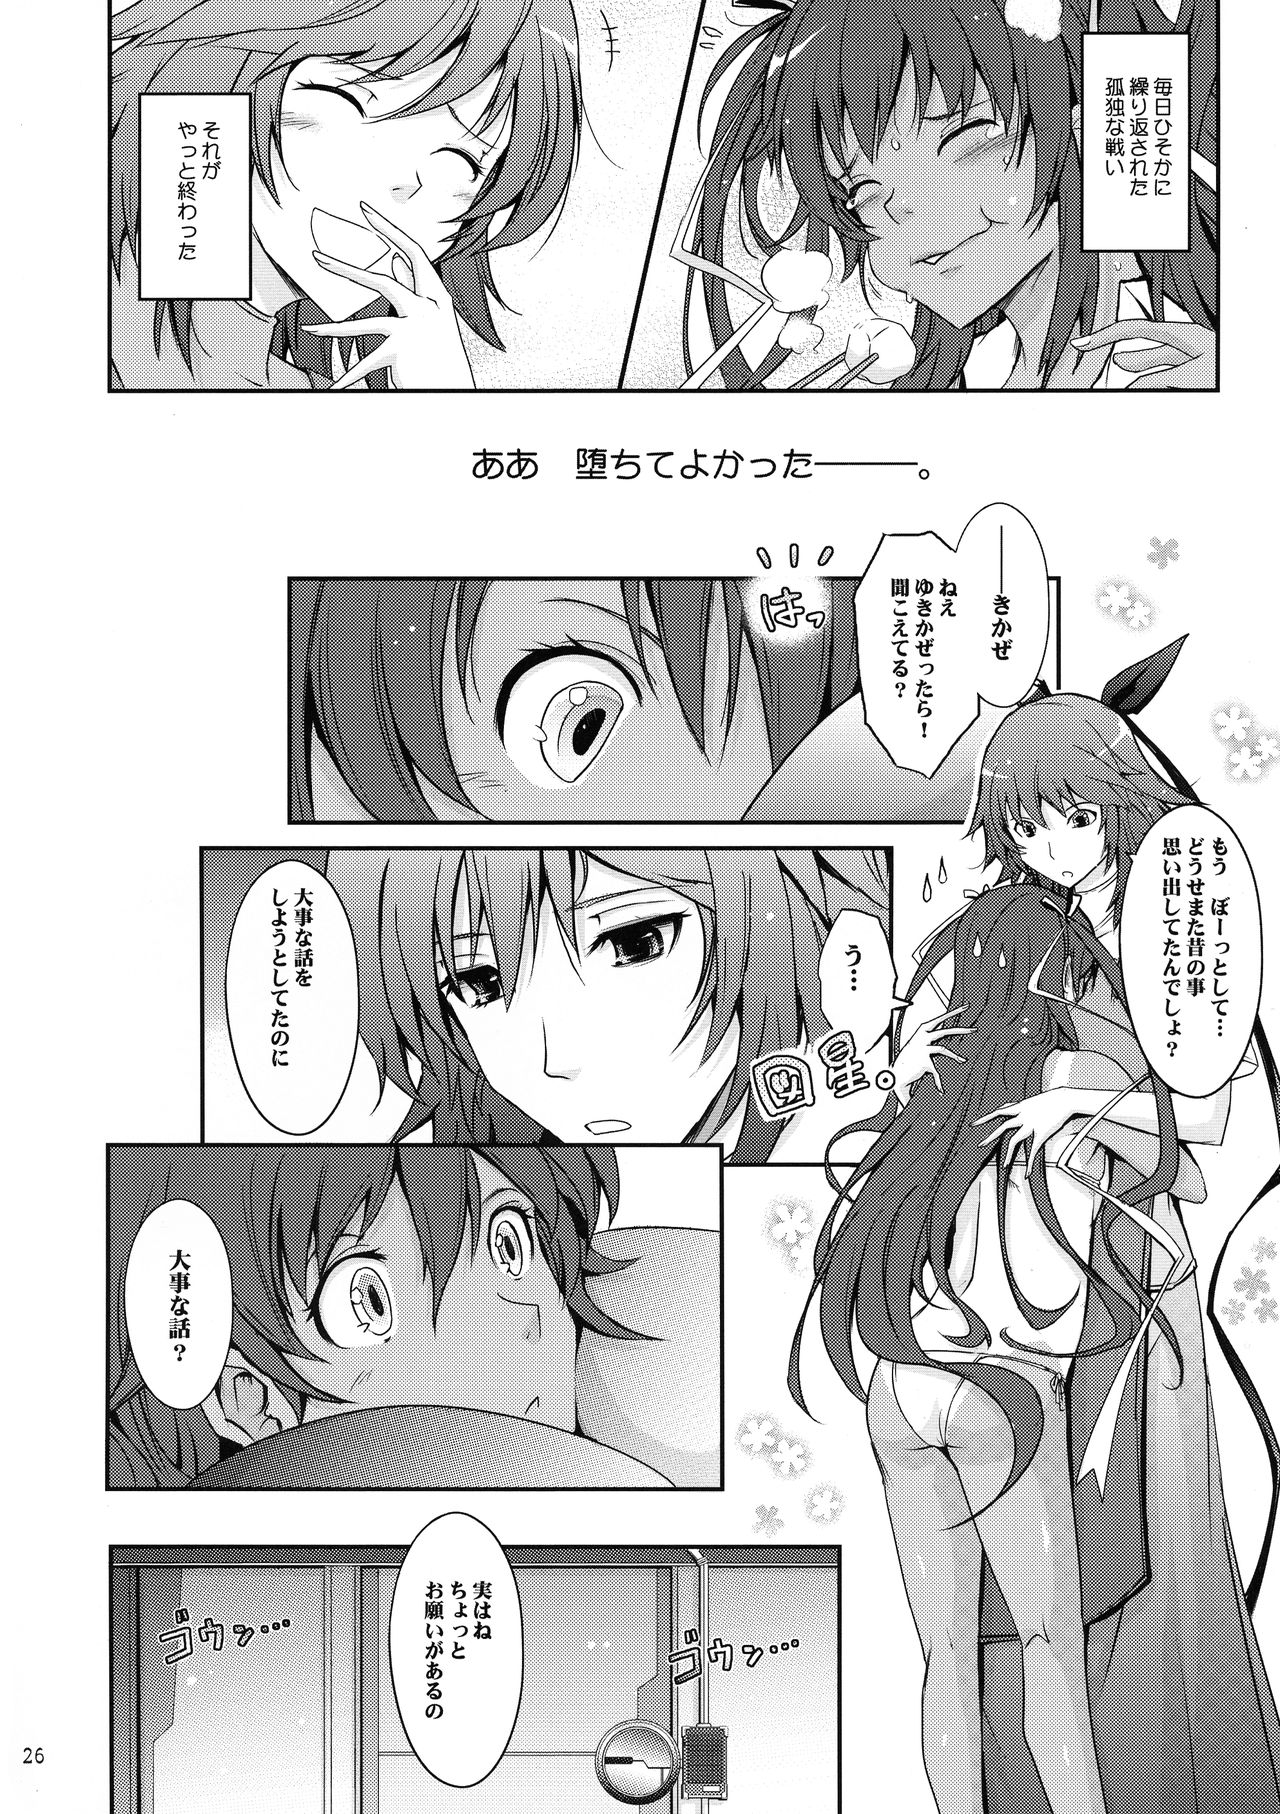 毎日ひそかに
繰り返された
孤独な戦い
それが
やっと終わった
ああ　堕ちてよかった───。
──きかぜ
ねえ
ゆきかぜったら！
聞こえてる？
はっ
もう　ぼーっとして…
どうせまた昔の事
思い出してたんでしょ？
う…
図星。
大事な話を
しようとしてたのに
大事な話？
実はね
ちょっと
お願いがあるの
ゴウン…
ゴウン…
26